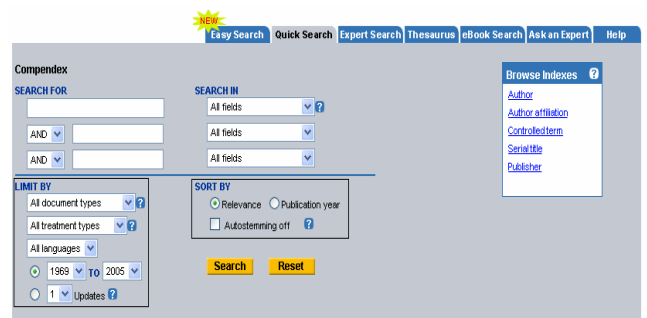 NEW
Easy Search Quick Search Expert Search Thesaurus eBook Search Ask an Expert Help
Compendex
SEARCH FOR SEARCH IN
All fields ?
AND All fields
AND All fields
Browse Indexes ?
Author
Author affiliation
Controlled term
Serial title
Publisher
LIMIT BY
All document types ?
All treatment types ?
All languages
1969 TO 2005
1 Updates ?
SORT BY
Relevance Publication year
Autostemming off ?
Search Reset